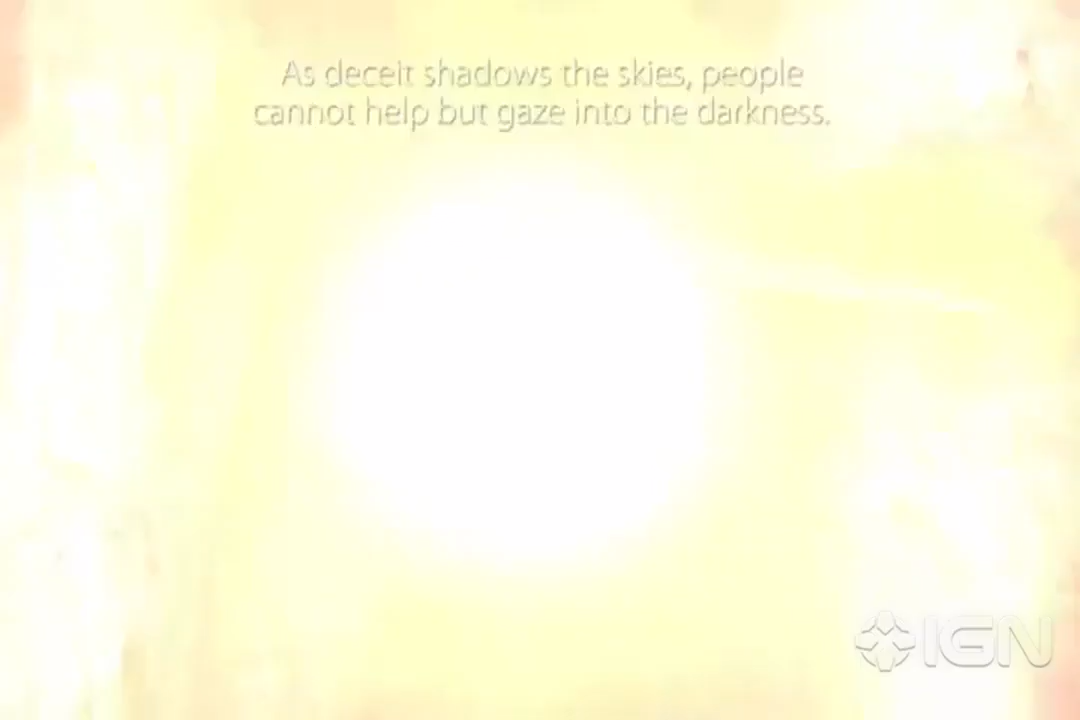 As deceit shadows the skies, people
cannot help but gaze into the darkness.
IGN